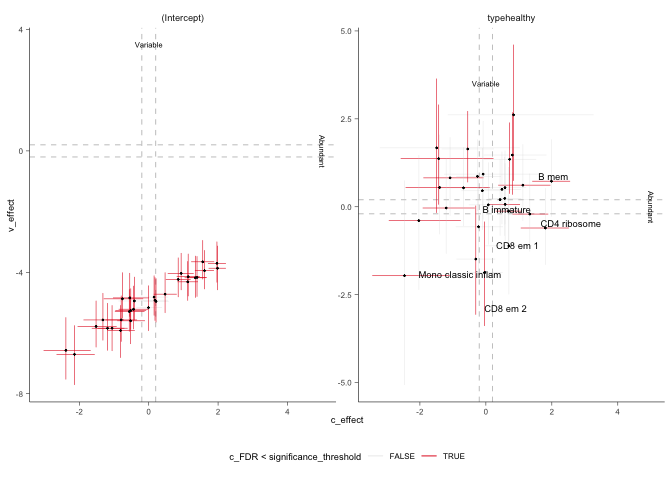 (Intercept)
typehealthy
v_effect
4
0
-4
-8
Variable
Abundant
-2
0
2
4
5.0
2.5
0.0
-2.5
-5.0
Variable
Abundant
B mem
B immature
CD4 ribosome
CD8 em 1
Mono classic inflam
CD8 em 2
-2
0
2
4
c_effect
c_FDR < significance_threshold
FALSE
TRUE